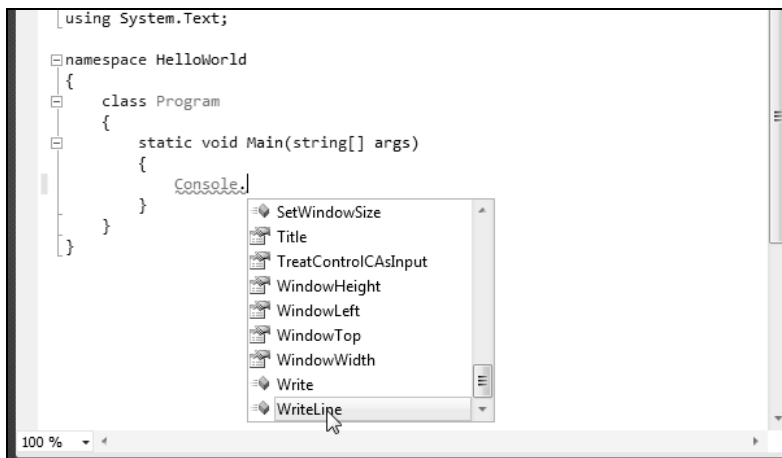 using System.Text;
namespace HelloWorld
{
class Program
{
static void Main(string[] args)
{
Console.
}
}
}
SetWindowSize
Title
TreatControlCAsInput
WindowHeight
WindowLeft
WindowTop
WindowWidth
Write
WriteLine
100 %